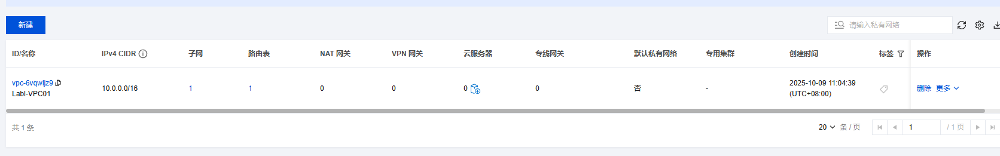 新建
请输入私有网络
ID/名称 IPv4 CIDR 子网 路由表 NAT 网关 VPN 网关 云服务器 专线网关 默认私有网络 专用集群 创建时间 标签 操作
vpc-6vqwljz9 10.0.0.0/16 1 1 0 0 0 0 否 - 2025-10-09 11:04:39 删除 更多
Labl-VPC01 (UTC+08:00)
共 1 条 20 条 / 页 1 / 1 页